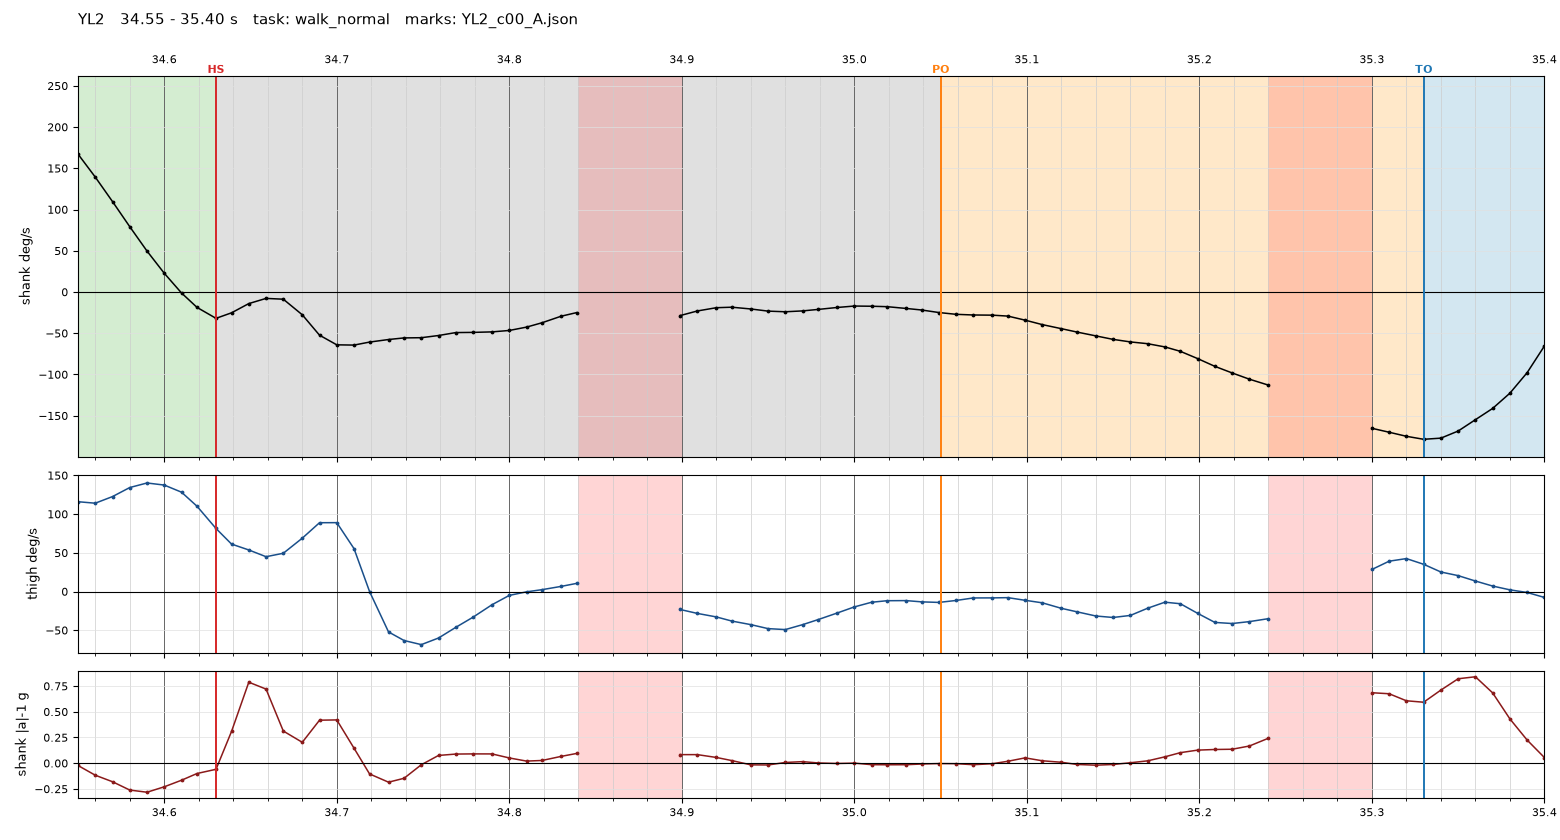 YL2   34.55 - 35.40 s   task: walk_normal   marks: YL2_c00_A.json
34.6 34.7 34.8 34.9 35.0 35.1 35.2 35.3 35.4
HS PO TO
250
200
150
100
50
0
−50
−100
−150
shank deg/s
150
100
50
0
−50
thigh deg/s
0.75
0.50
0.25
0.00
−0.25
shank |a|-1 g
34.6 34.7 34.8 34.9 35.0 35.1 35.2 35.3 35.4